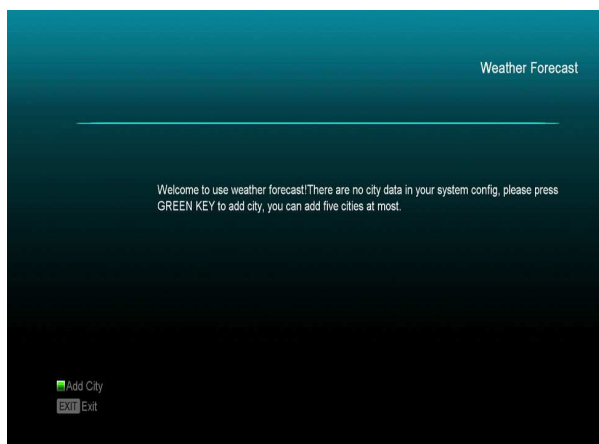 Weather Forecast
Welcome to use weather forecast!There are no city data in your system config, please press
GREEN KEY to add city, you can add five cities at most.
Add City
EXIT Exit